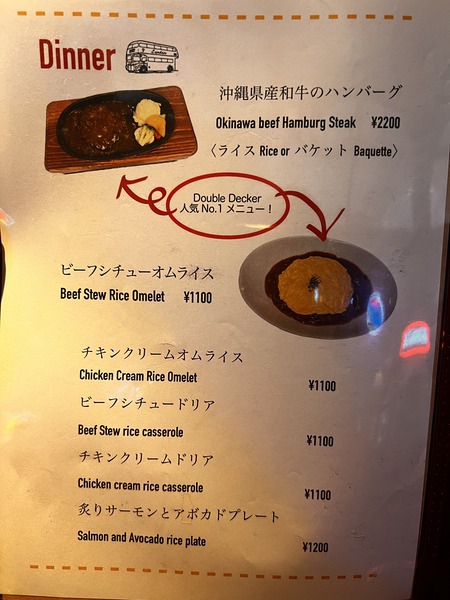 Dinner
沖縄県産和牛のハンバーグ
Okinawa beef Hamburg Steak ¥2200
〈ライス Rice or バケット Baquette〉
Double Decker
人気 No.1 メニュー！
ビーフシチューオムライス
Beef Stew Rice Omelet ¥1100
チキンクリームオムライス
Chicken Cream Rice Omelet ¥1100
ビーフシチュードリア
Beef Stew rice casserole ¥1100
チキンクリームドリア
Chicken cream rice casserole ¥1100
炙りサーモンとアボカドプレート
Salmon and Avocado rice plate ¥1200